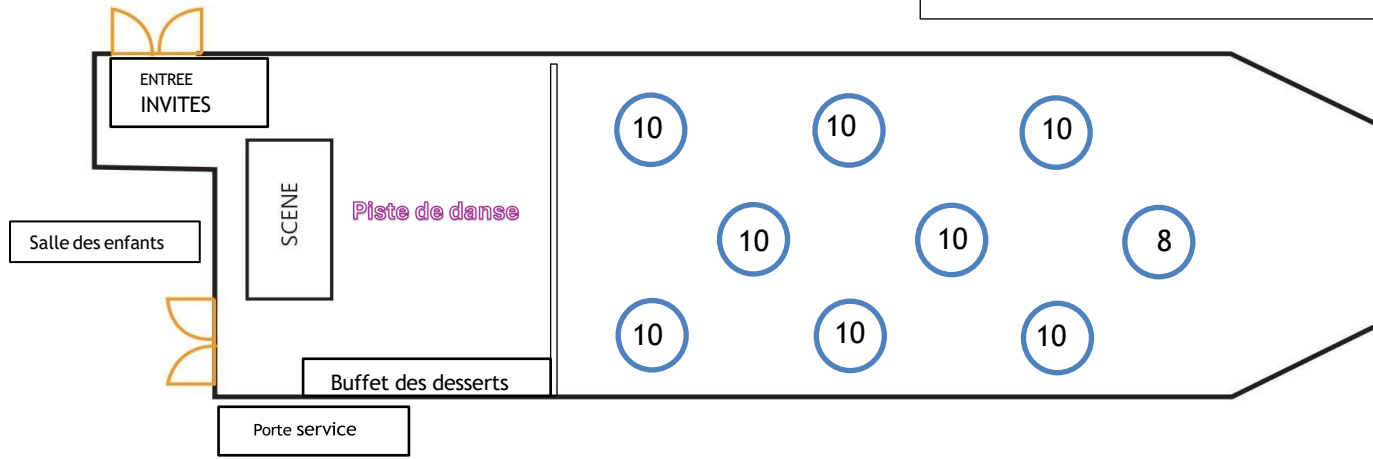 ENTREE
INVITES
SCENE
Piste de danse
Salle des enfants
Buffet des desserts
Porte service
10
10
10
10
10
8
10
10
10